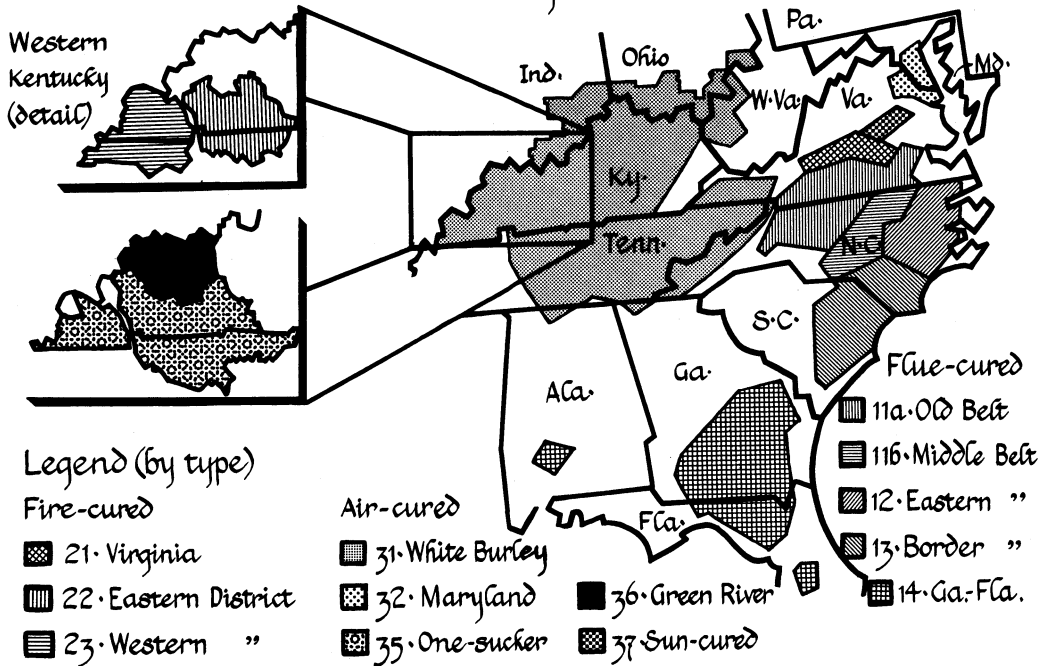 Western
Kentucky
(detail)
Pa.
Ohio
Ind.
Md.
W.Va.
Va.
Ky.
Tenn.
N.C.
S.C.
Ga.
Ala.
Fla.
Flue-cured
11a. Old Belt
11b. Middle Belt
12. Eastern "
13. Border "
14. Ga.-Fla.
Legend (by type)
Fire-cured
21. Virginia
22. Eastern District
23. Western "
Air-cured
31. White Burley
32. Maryland
35. One-sucker
36. Green River
37. Sun-cured